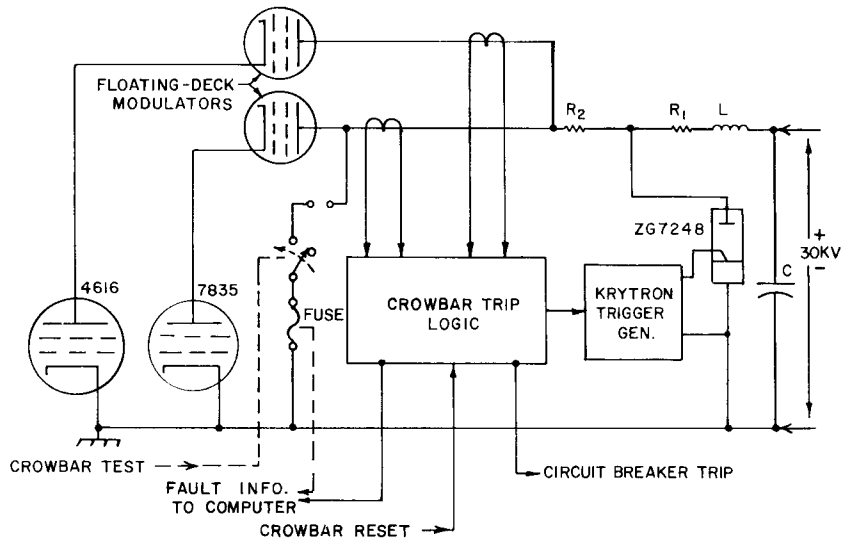 FLOATING-DECK
MODULATORS
R2
R1
L
ZG7248
+
30KV
−
C
4616
7835
FUSE
CROWBAR TRIP
LOGIC
KRYTRON
TRIGGER
GEN.
CROWBAR TEST
FAULT INFO.
TO COMPUTER
CIRCUIT BREAKER TRIP
CROWBAR RESET